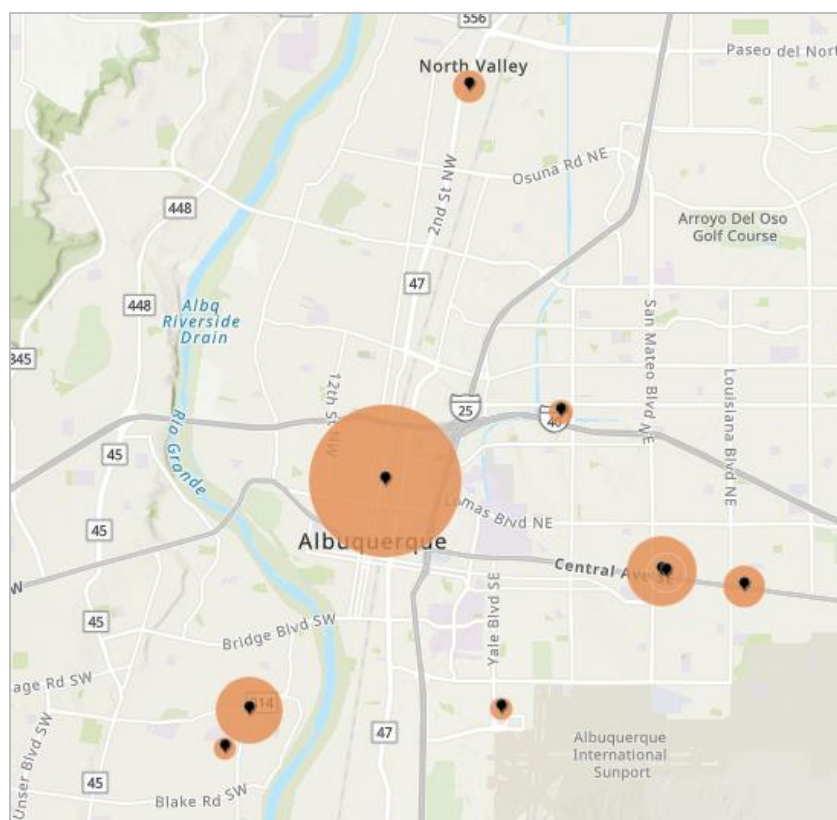 556
Paseo del Nort
North Valley
Osuna Rd NE
2nd St NW
448
Arroyo Del Oso
Golf Course
47
448
Albq
Riverside
Drain
345
San Mateo Blvd NE
12th St NW
Louisiana Blvd NE
25
40
45
Rio Grande
Lomas Blvd NE
45
Albuquerque
Central Ave SE
W
45
Yale Blvd SE
Bridge Blvd SW
age Rd SW
314
47
Albuquerque
International
Sunport
Unser Blvd SW
45
Blake Rd SW